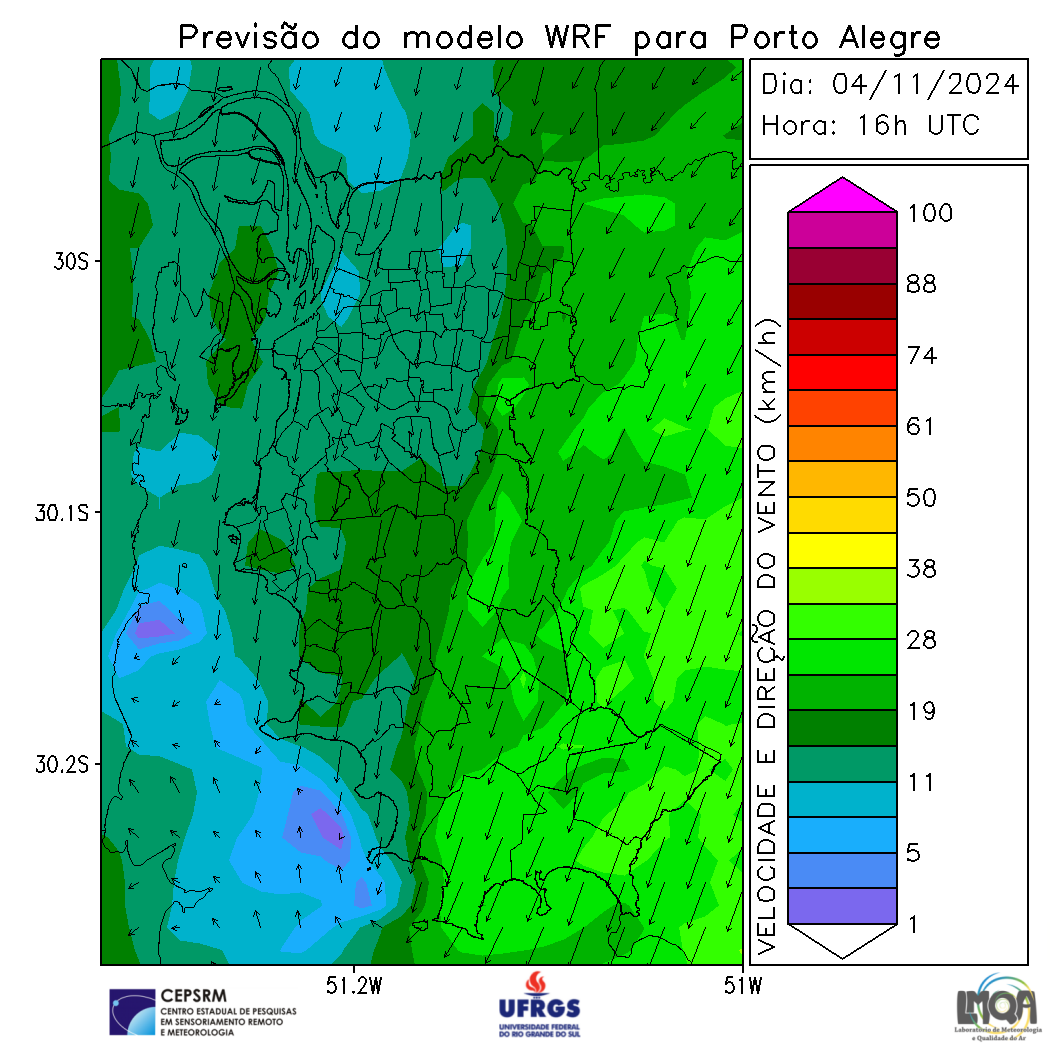 Previsão do modelo WRF para Porto Alegre
Dia: 04/11/2024
Hora: 16h UTC
30S
30.1S
30.2S
51.2W
51W
VELOCIDADE E DIREÇÃO DO VENTO (km/h)
100
88
74
61
50
38
28
19
11
5
1
CEPSRM
CENTRO ESTADUAL DE PESQUISAS
EM SENSORIAMENTO REMOTO
E METEOROLOGIA
UFRGS
UNIVERSIDADE FEDERAL
DO RIO GRANDE DO SUL
LMQA
Laboratório de Meteorologia
e Qualidade do Ar